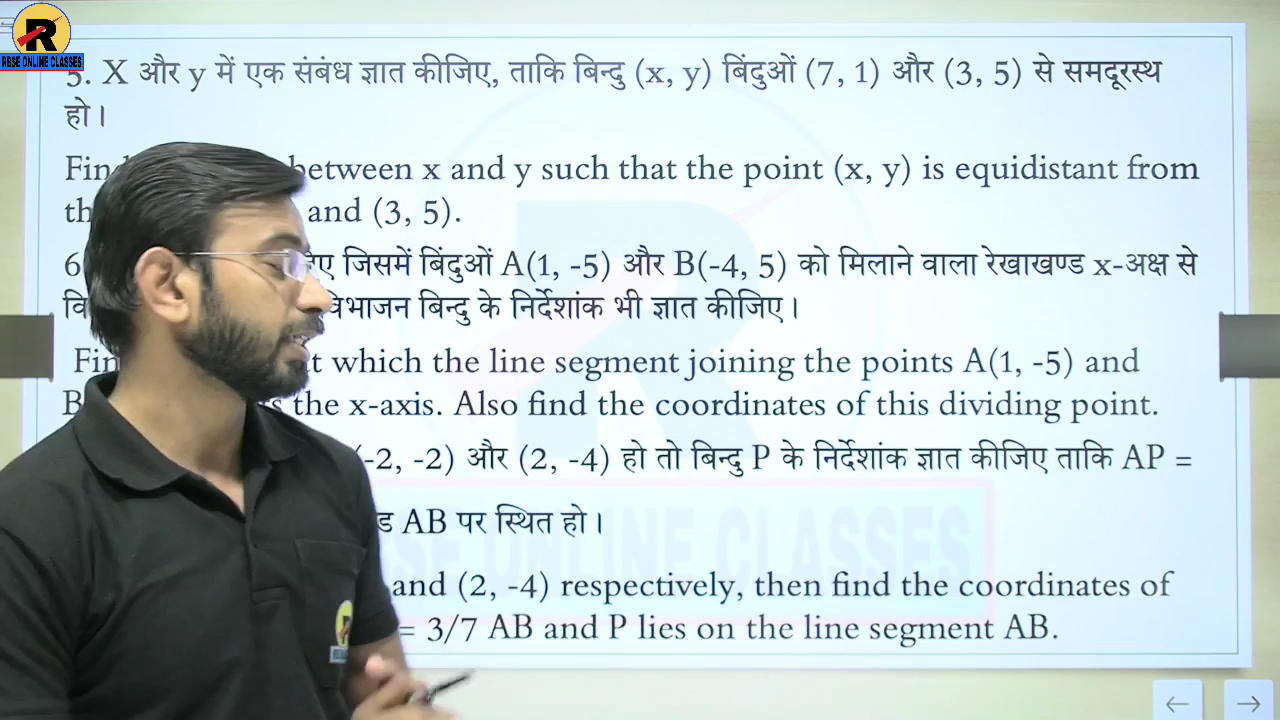 R
RBSE ONLINE CLASSES
5. X और y में एक संबंध ज्ञात कीजिए, ताकि बिन्दु (x, y) बिंदुओं (7, 1) और (3, 5) से समदूरस्थ
हो।
between x and y such that the point (x, y) is equidistant from
and (3, 5).
6 जिसमें बिंदुओं A(1, -5) और B(-4, 5) को मिलाने वाला रेखाखण्ड x-अक्ष से
बिन्दु के निर्देशांक भी ज्ञात कीजिए।
which the line segment joining the points A(1, -5) and
the x-axis. Also find the coordinates of this dividing point.
(-2, -2) और (2, -4) हो तो बिन्दु P के निर्देशांक ज्ञात कीजिए ताकि AP =
AB पर स्थित हो।
RBSE ONLINE CLASSES
and (2, -4) respectively, then find the coordinates of
= 3/7 AB and P lies on the line segment AB.